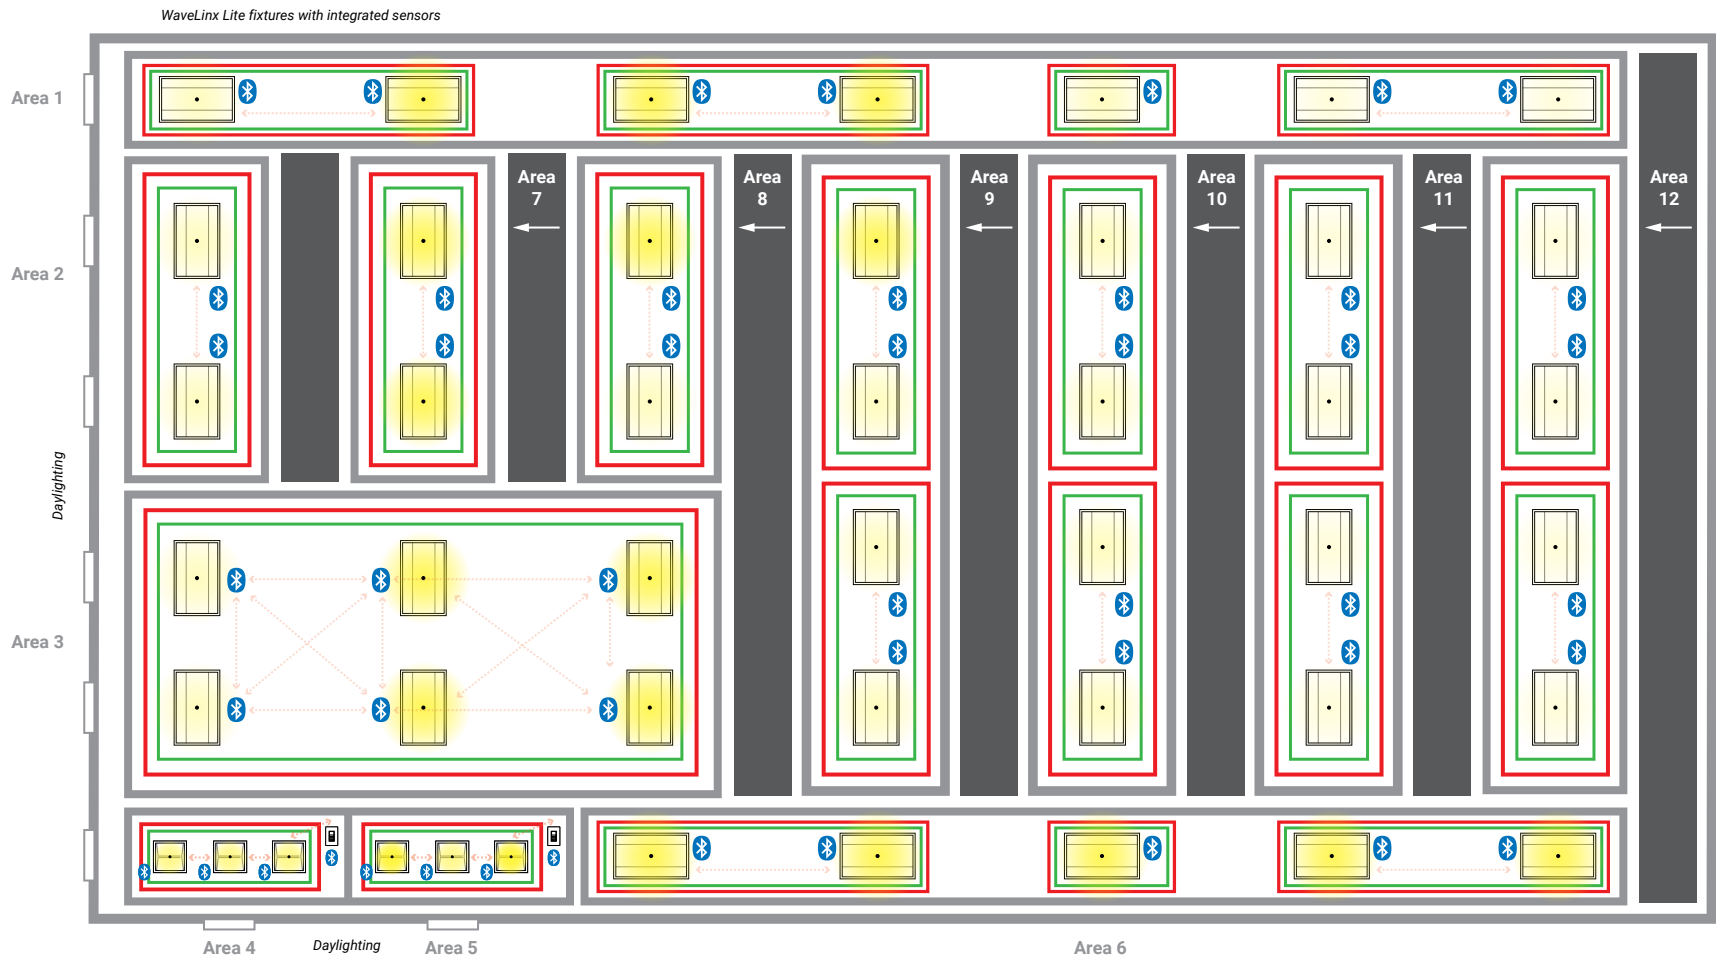 WaveLinx Lite fixtures with integrated sensors
Area 1
Area 2
Area
7
Area
8
Area
9
Area
10
Area
11
Area
12
Daylighting
Area 3
Area 4
Daylighting
Area 5
Area 6